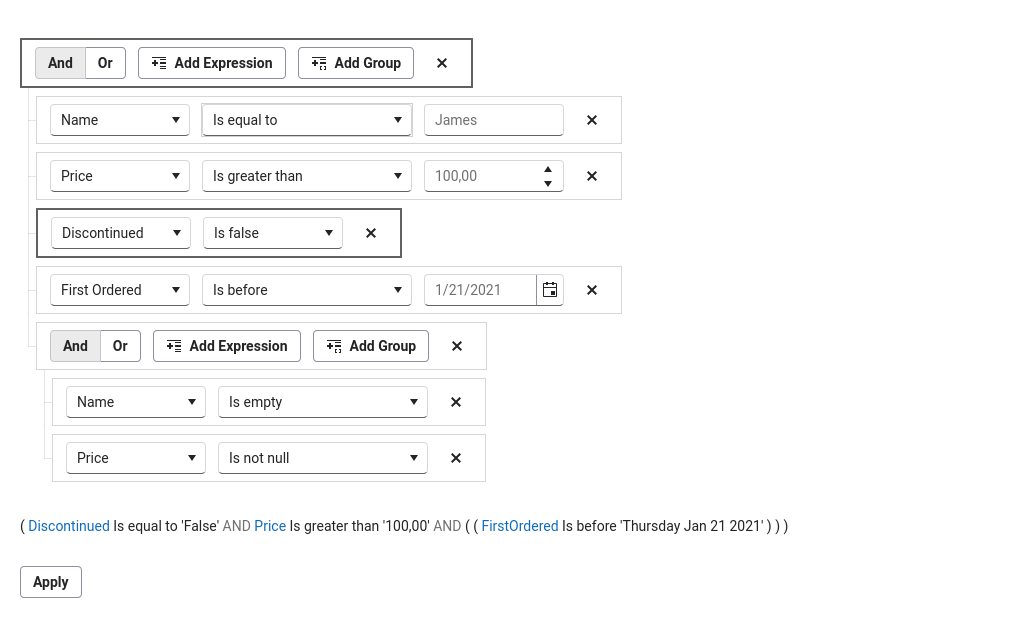 And Or Add Expression Add Group
Name Is equal to James
Price Is greater than 100,00
Discontinued Is false
First Ordered Is before 1/21/2021
And Or Add Expression Add Group
Name Is empty
Price Is not null
( Discontinued Is equal to 'False' AND Price Is greater than '100,00' AND ( ( FirstOrdered Is before 'Thursday Jan 21 2021' ) ) )
Apply